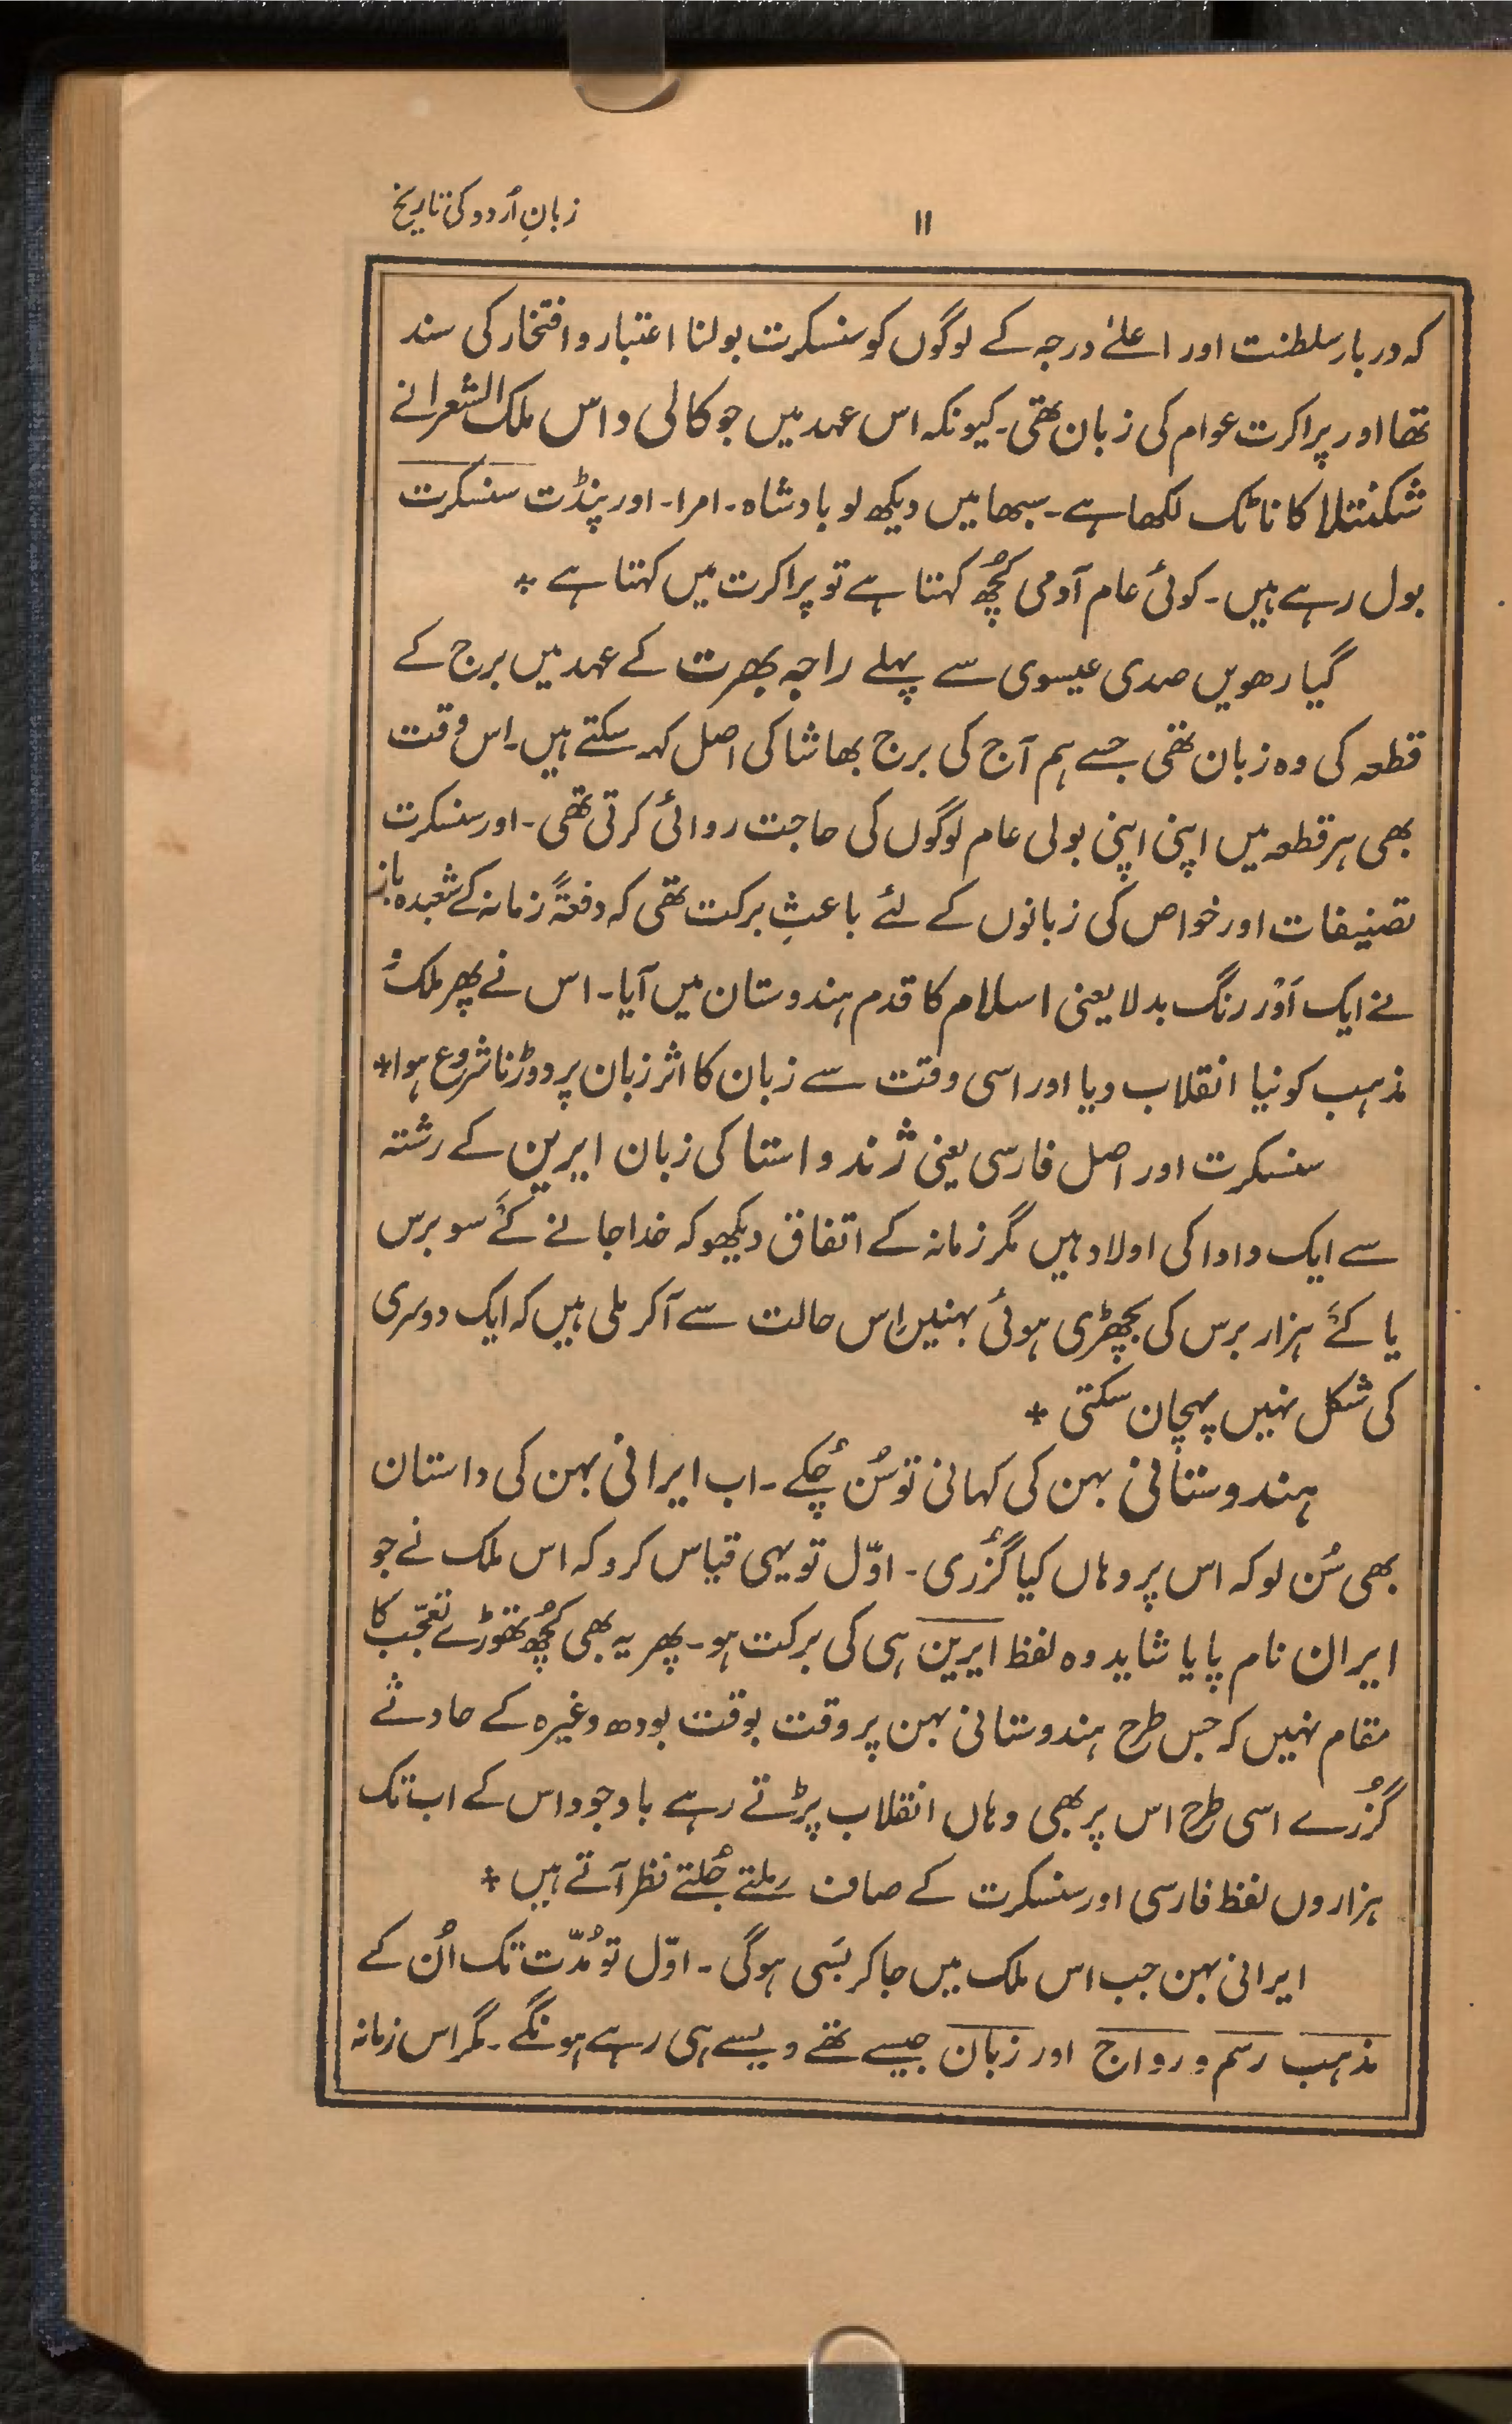 ۱۱ زبانِ اُردو کی تاریخ
کہ دربار سلطنت اور اعلےٰ درجہ کے لوگوں کو سنسکرت بولنا اعتبار و افتخار کی سند
تھا اور پراکرت عوام کی زبان تھی۔ کیونکہ اس عہد میں جو کالی داس ملک الشعرا نے
شکنتلا کا ناٹک لکھا ہے۔ سبھا میں دیکھ لو بادشاہ۔ امرا۔ اور پنڈت سنسکرت
بول رہے ہیں۔ کوئی عام آدمی کُچھ کہتا ہے تو پراکرت میں کہتا ہے *
گیارھویں صدی عیسوی سے پہلے راجہ بھرت کے عہد میں برج کے
قطعہ کی وہ زبان تھی جسے ہم آج کی برج بھاشا کی اصل کہہ سکتے ہیں۔ اس وقت
بھی ہر قطعہ میں اپنی اپنی بولی عام لوگوں کی حاجت روائی کرتی تھی۔ اور سنسکرت
تصنیفات اور خواص کی زبانوں کے لئے باعثِ برکت تھی کہ دفعتہً زمانہ کے شعبدہ باز
نے ایک اَوْر رنگ بدلا یعنی اسلام کا قدم ہندوستان میں آیا۔ اس نے پھر ملک و
مذہب کو نیا انقلاب دیا اور اسی وقت سے زبان کا اثر زبان پر دوڑنا شروع ہوا *
سنسکرت اور اصل فارسی یعنی ژند و استا کی زبان ایرین کے رشتہ
سے ایک دادا کی اولاد ہیں مگر زمانہ کے اتفاق دیکھو کہ خدا جانے کَے سو برس
یا کَے ہزار برس کی بچھڑی ہوئی بہنیں اِس حالت سے آکر ملی ہیں کہ ایک دوسری
کی شکل نہیں پہچان سکتی *
ہندوستانی بہن کی کہانی تو سُن چُکے۔ اب ایرانی بہن کی داستان
بھی سُن لو کہ اس پر وہاں کیا گُزری۔ اوّل تو یہی قیاس کرو کہ اس ملک نے جو
ایران نام پایا شاید وہ لفظ ایرین ہی کی برکت ہو۔ پھر یہ بھی کُچھ تھوڑے تعجّب کا
مقام نہیں کہ جس طرح ہندوستانی بہن پر وقت بوقت بودھ وغیرہ کے حادثے
گُزرے اسی طرح اس پر بھی وہاں انقلاب پڑتے رہے باوجود اس کے اب تک
ہزاروں لفظ فارسی اور سنسکرت کے صاف مِلتے جُلتے نظر آتے ہیں *
ایرانی بہن جب اس ملک میں جا کر بَسی ہوگی۔ اوّل تو مُدّت تک اُن کے
مذہب رسم و رواج اور زبان جیسے تھے ویسے ہی رہے ہونگے۔ مگر اس زمانہ